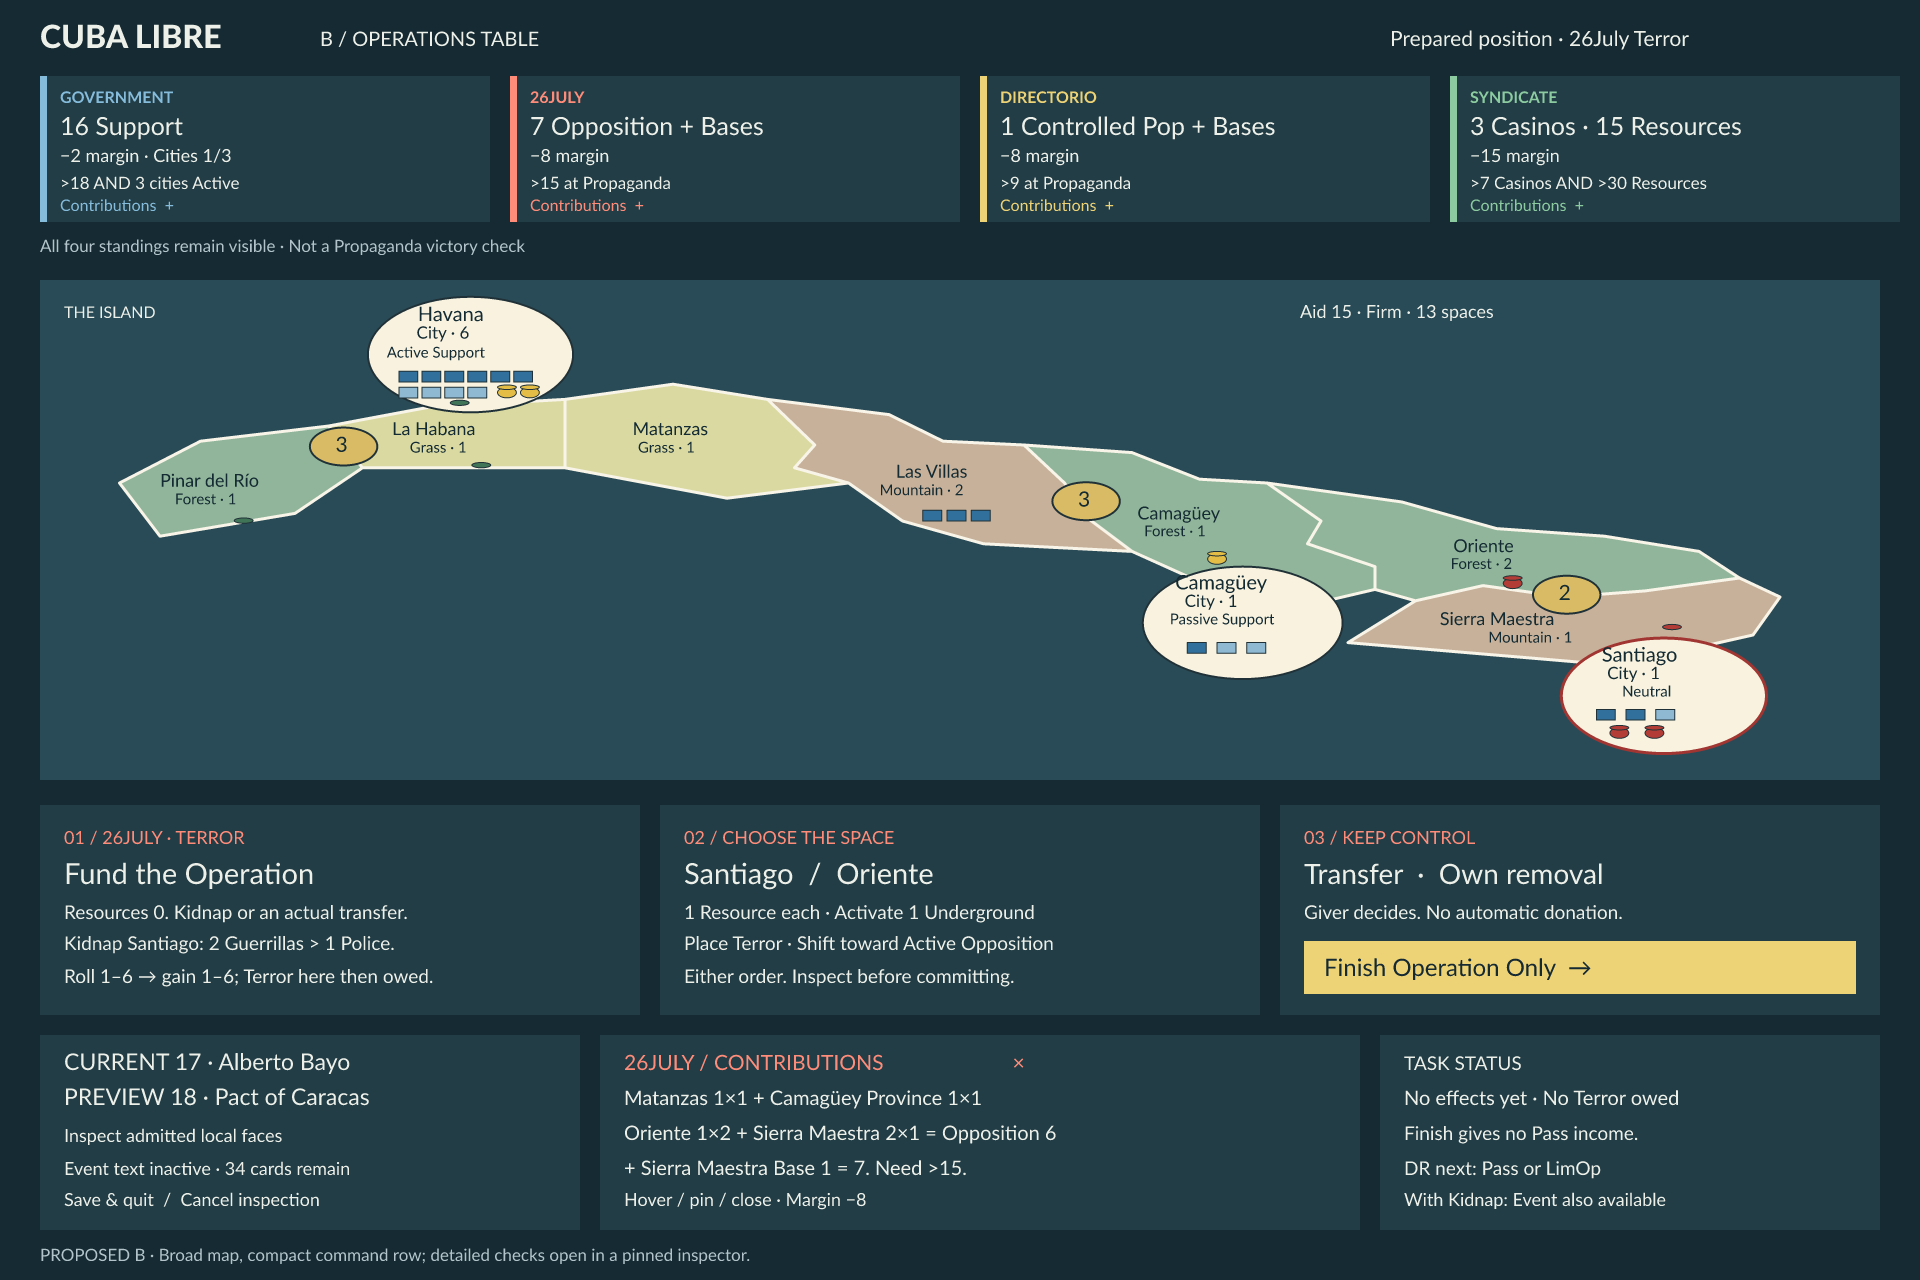 CUBA LIBRE
B / OPERATIONS TABLE
Prepared position · 26July Terror
GOVERNMENT
16 Support
−2 margin · Cities 1/3
>18 AND 3 cities Active
Contributions +
26JULY
7 Opposition + Bases
−8 margin
>15 at Propaganda
Contributions +
DIRECTORIO
1 Controlled Pop + Bases
−8 margin
>9 at Propaganda
Contributions +
SYNDICATE
3 Casinos · 15 Resources
−15 margin
>7 Casinos AND >30 Resources
Contributions +
All four standings remain visible · Not a Propaganda victory check
THE ISLAND
Aid 15 · Firm · 13 spaces
Havana
City · 6
Active Support
3
La Habana
Grass · 1
Matanzas
Grass · 1
Pinar del Río
Forest · 1
Las Villas
Mountain · 2
3
Camagüey
Forest · 1
Oriente
Forest · 2
Camagüey
City · 1
Passive Support
2
Sierra Maestra
Mountain · 1
Santiago
City · 1
Neutral
01 / 26JULY · TERROR
Fund the Operation
Resources 0. Kidnap or an actual transfer.
Kidnap Santiago: 2 Guerrillas > 1 Police.
Roll 1–6 → gain 1–6; Terror here then owed.
02 / CHOOSE THE SPACE
Santiago / Oriente
1 Resource each · Activate 1 Underground
Place Terror · Shift toward Active Opposition
Either order. Inspect before committing.
03 / KEEP CONTROL
Transfer · Own removal
Giver decides. No automatic donation.
Finish Operation Only →
CURRENT 17 · Alberto Bayo
PREVIEW 18 · Pact of Caracas
Inspect admitted local faces
Event text inactive · 34 cards remain
Save & quit / Cancel inspection
26JULY / CONTRIBUTIONS ×
Matanzas 1×1 + Camagüey Province 1×1
Oriente 1×2 + Sierra Maestra 2×1 = Opposition 6
+ Sierra Maestra Base 1 = 7. Need >15.
Hover / pin / close · Margin −8
TASK STATUS
No effects yet · No Terror owed
Finish gives no Pass income.
DR next: Pass or LimOp
With Kidnap: Event also available
PROPOSED B · Broad map, compact command row; detailed checks open in a pinned inspector.